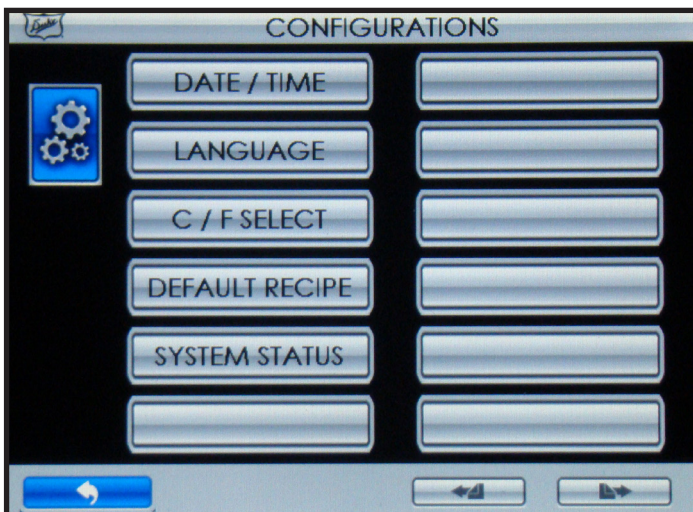 CONFIGURATIONS
DATE / TIME
LANGUAGE
C / F SELECT
DEFAULT RECIPE
SYSTEM STATUS